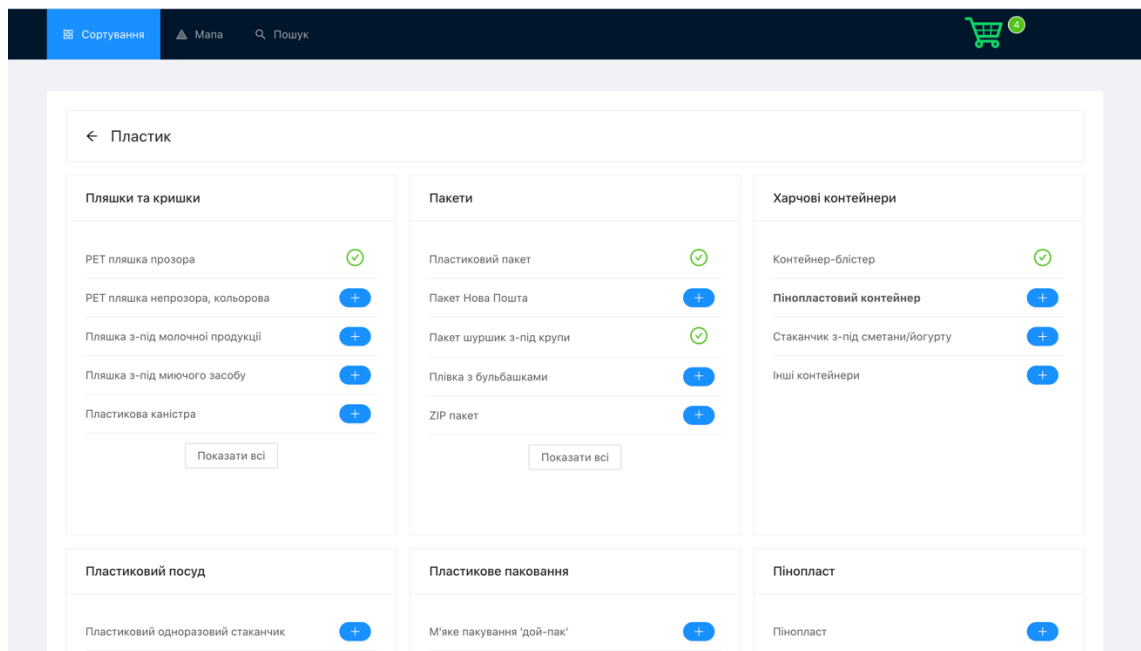 Сортування
Мапа
Пошук
4
Пластик
Пляшки та кришки
PET пляшка прозора
PET пляшка непрозора, кольорова
Пляшка з-під молочної продукції
Пляшка з-під миючого засобу
Пластикова каністра
Показати всі
Пакети
Пластиковий пакет
Пакет Нова Пошта
Пакет шуршик з-під крупи
Плівка з бульбашками
ZIP пакет
Показати всі
Харчові контейнери
Контейнер-блістер
Пінопластовий контейнер
Стаканчик з-під сметани/йогурту
Інші контейнери
Пластиковий посуд
Пластиковий одноразовий стаканчик
Пластикове паковання
М'яке пакування 'дой-пак'
Пінопласт
Пінопласт